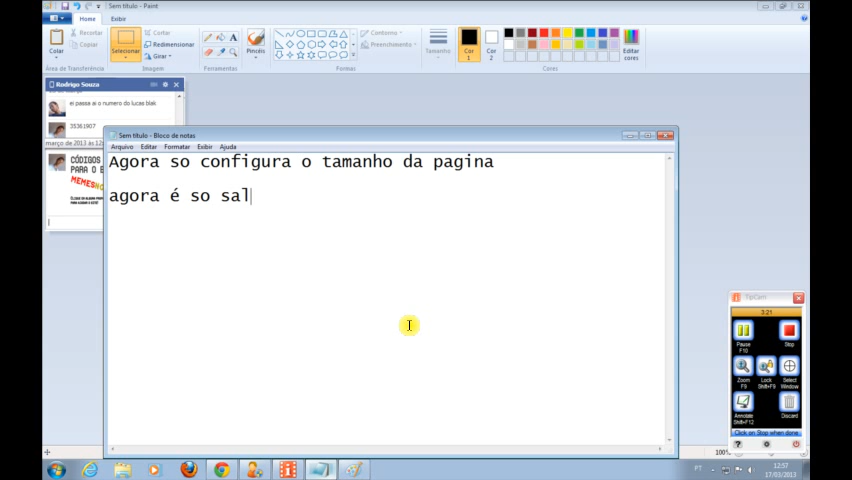 Sem título - Paint
Home
Exibir
Colar
Recortar
Copiar
Área de Transferência
Selecionar
Cortar
Redimensionar
Girar
Imagem
Ferramentas
Pincéis
Contorno
Preenchimento
Formas
Tamanho
Cor
1
Cor
2
Editar
cores
Cores
Rodrigo Souza
ei passa ai o numero do lucas blak
35361907
março de 2013 às 12:
CÓDIGOS
PARA O B
MEMES
Sem título - Bloco de notas
Arquivo Editar Formatar Exibir Ajuda
Agora so configura o tamanho da pagina
agora é so sal
TipCam
3:21
Pause
F10
Stop
Zoom
F9
Lock
Shift+F9
Select
Window
Annotate
Shift+F12
Discard
Click on Stop when done
100%
PT
12:57
17/03/2013